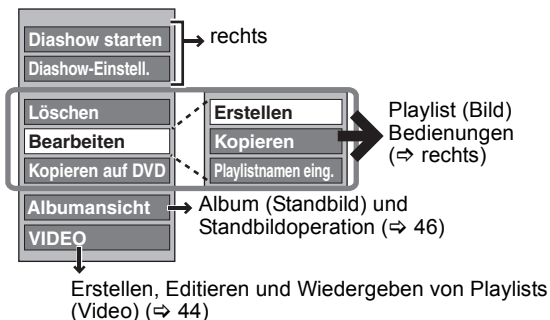 Diashow starten
Diashow-Einstell.
rechts
Löschen
Bearbeiten
Kopieren auf DVD
Erstellen
Kopieren
Playlistnamen eing.
Playlist (Bild)
Bedienungen
(⇨ rechts)
Albumansicht
VIDEO
Album (Standbild) und
Standbildoperation (⇨ 46)
Erstellen, Editieren und Wiedergeben von Playlists
(Video) (⇨ 44)